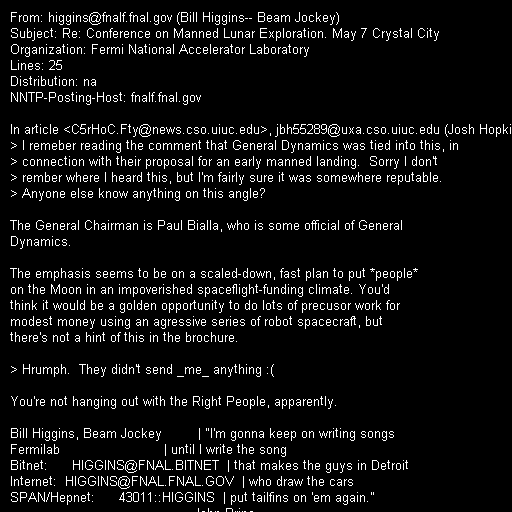 From: higgins@fnalf.fnal.gov (Bill Higgins-- Beam Jockey)
Subject: Re: Conference on Manned Lunar Exploration. May 7 Crystal City
Organization: Fermi National Accelerator Laboratory
Lines: 25
Distribution: na
NNTP-Posting-Host: fnalf.fnal.gov

In article <C5rHoC.Fty@news.cso.uiuc.edu>, jbh55289@uxa.cso.uiuc.edu (Josh Hopki
> I remeber reading the comment that General Dynamics was tied into this, in
> connection with their proposal for an early manned landing.  Sorry I don't
> rember where I heard this, but I'm fairly sure it was somewhere reputable.
> Anyone else know anything on this angle?

The General Chairman is Paul Bialla, who is some official of General
Dynamics.

The emphasis seems to be on a scaled-down, fast plan to put *people*
on the Moon in an impoverished spaceflight-funding climate. You'd
think it would be a golden opportunity to do lots of precusor work for
modest money using an agressive series of robot spacecraft, but
there's not a hint of this in the brochure.

> Hrumph.  They didn't send _me_ anything :(

You're not hanging out with the Right People, apparently.

Bill Higgins, Beam Jockey | "I'm gonna keep on writing songs
Fermilab | until I write the song
Bitnet: HIGGINS@FNAL.BITNET | that makes the guys in Detroit
Internet: HIGGINS@FNAL.FNAL.GOV | who draw the cars
SPAN/Hepnet: 43011::HIGGINS | put tailfins on 'em again."